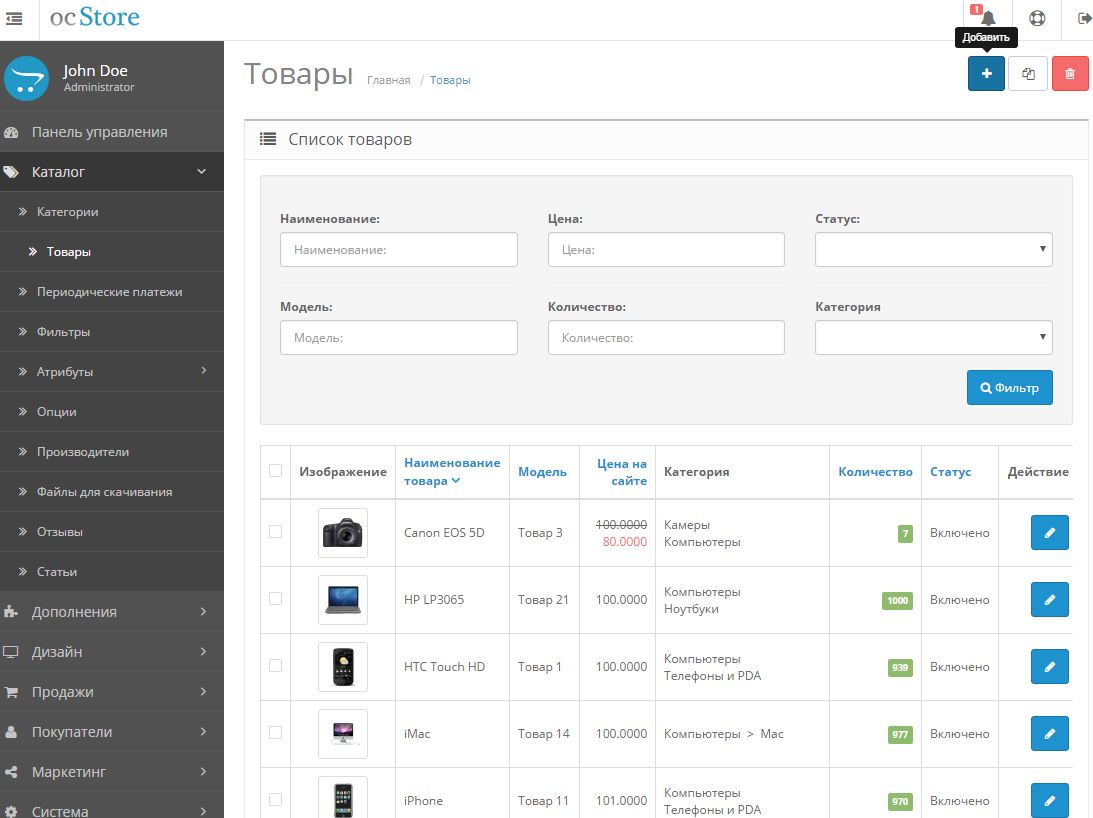 ocStore
1
Добавить
John Doe
Administrator
Товары
Главная / Товары
Панель управления
Каталог
Категории
Товары
Периодические платежи
Фильтры
Атрибуты
Опции
Производители
Файлы для скачивания
Отзывы
Статьи
Дополнения
Дизайн
Продажи
Покупатели
Маркетинг
Система
Список товаров
Наименование: Цена: Статус:
Наименование: Цена:
Модель: Количество: Категория
Модель: Количество:
Фильтр
Изображение Наименование товара Модель Цена на сайте Категория Количество Статус Действие
Canon EOS 5D Товар 3 100.0000 80.0000 Камеры Компьютеры 7 Включено
HP LP3065 Товар 21 100.0000 Компьютеры Ноутбуки 1000 Включено
HTC Touch HD Товар 1 100.0000 Компьютеры Телефоны и PDA 939 Включено
iMac Товар 14 100.0000 Компьютеры > Mac 977 Включено
iPhone Товар 11 101.0000 Компьютеры Телефоны и PDA 970 Включено